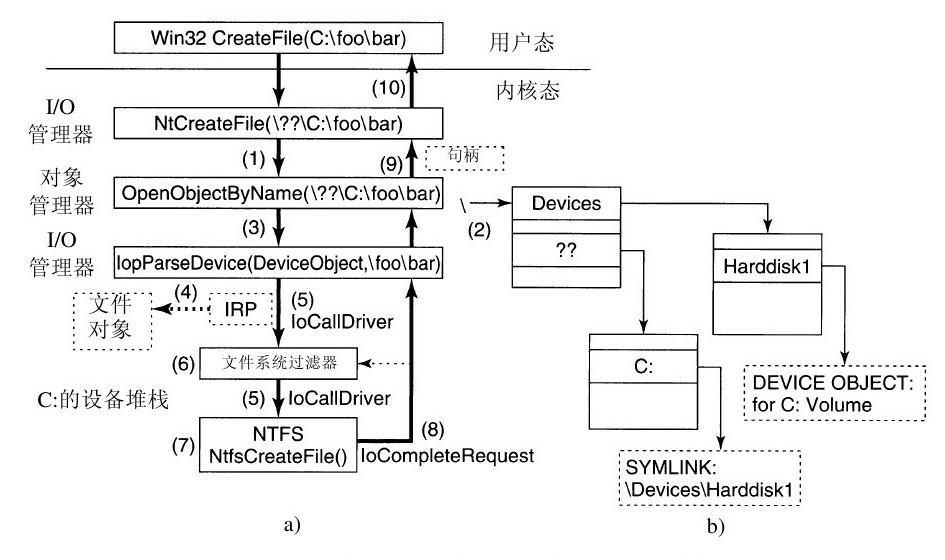 Win32 CreateFile(C:\foo\bar)
用户态
(10)
内核态
I/O
管理器
NtCreateFile(\??\C:\foo\bar)
(1)
(9)
句柄
对象
管理器
OpenObjectByName(\??\C:\foo\bar)
(3)
I/O
管理器
IopParseDevice(DeviceObject,\foo\bar)
(4)
文件
对象
IRP
(5)
IoCallDriver
(6)
文件系统过滤器
C:的设备堆栈
(5)
IoCallDriver
(7)
NTFS
NtfsCreateFile()
(8)
IoCompleteRequest
a)
\
(2)
Devices
??
Harddisk1
C:
DEVICE OBJECT:
for C: Volume
SYMLINK:
\Devices\Harddisk1
b)